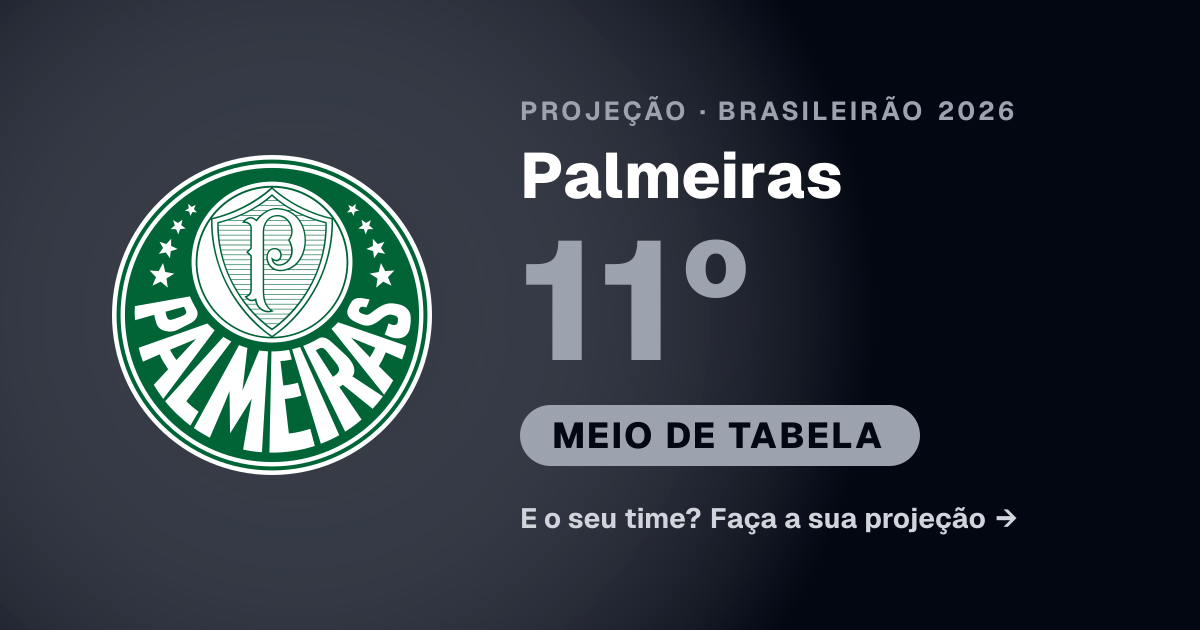 PROJEÇÃO · BRASILEIRÃO 2026
Palmeiras
11º
MEIO DE TABELA
E o seu time? Faça a sua projeção →
P
PALMEIRAS